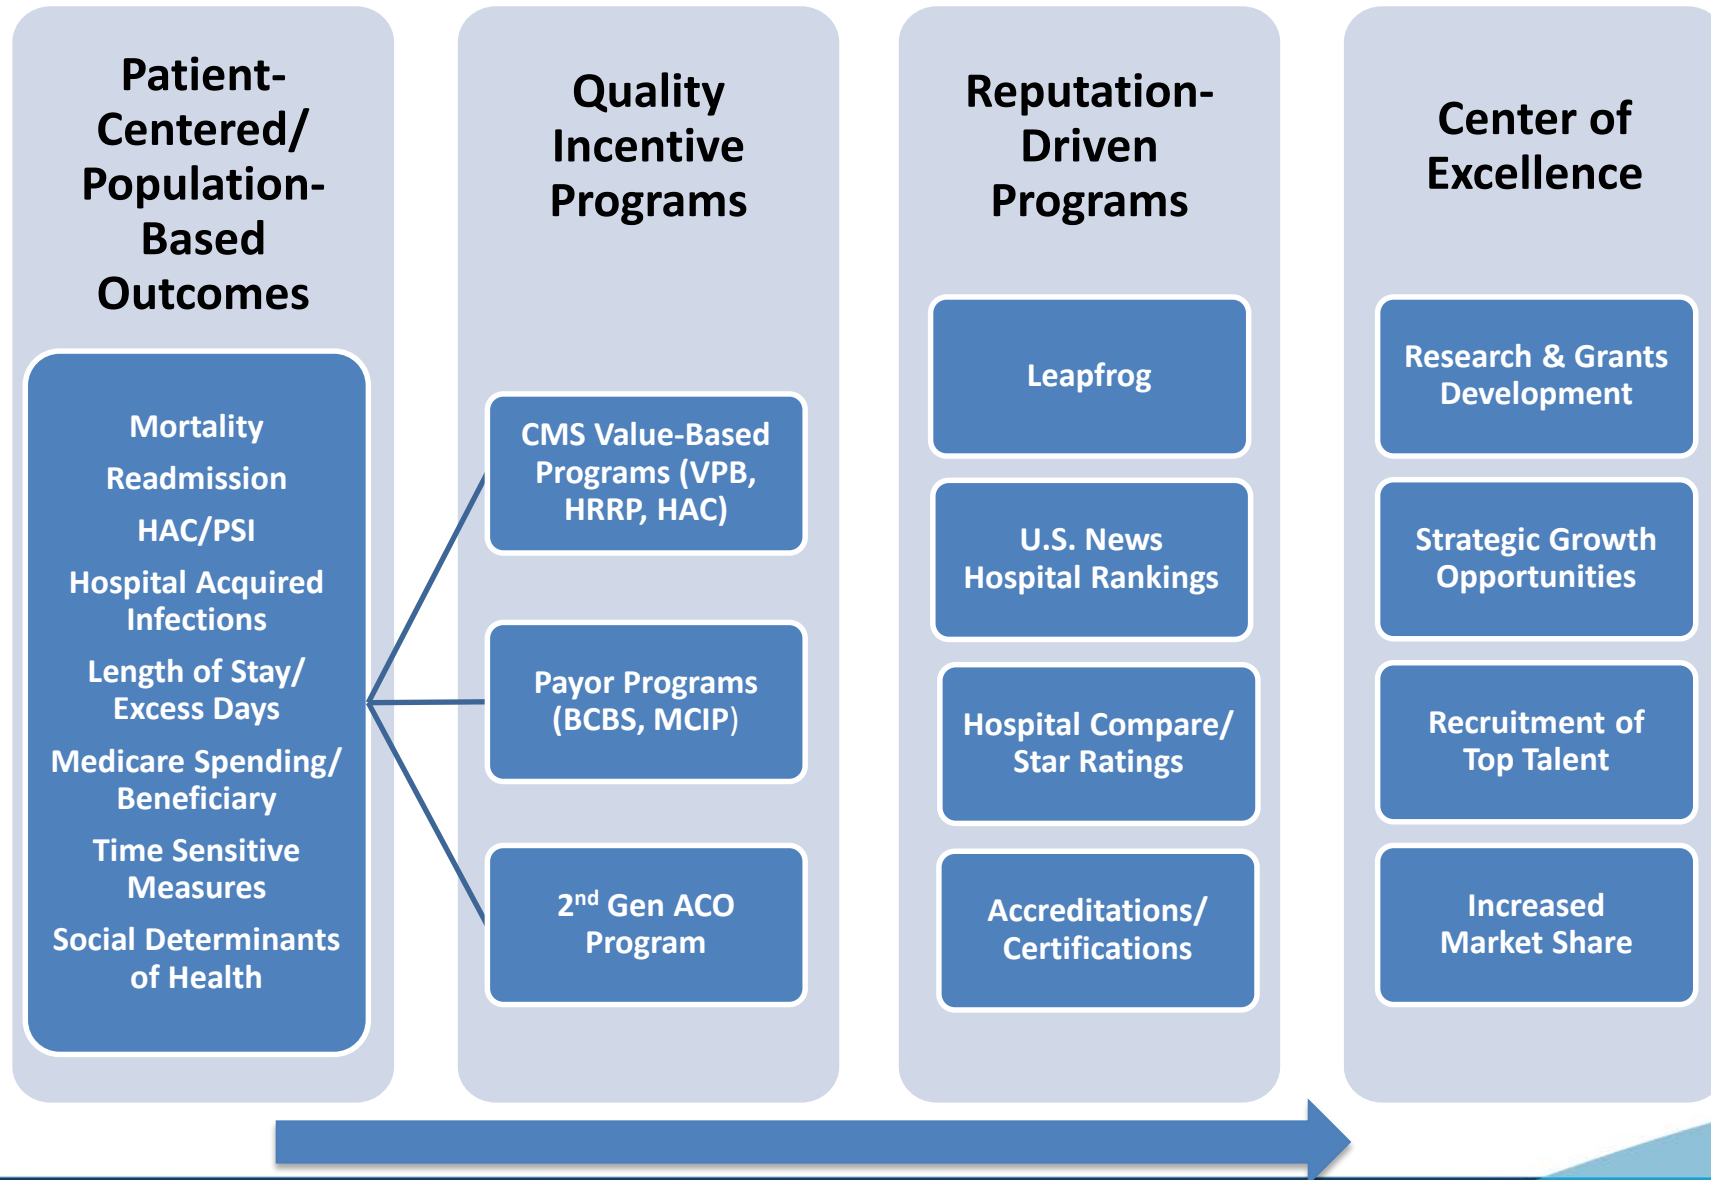 Patient-
Centered/
Population-
Based
Outcomes
Mortality
Readmission
HAC/PSI
Hospital Acquired
Infections
Length of Stay/
Excess Days
Medicare Spending/
Beneficiary
Time Sensitive
Measures
Social Determinants
of Health
Quality
Incentive
Programs
CMS Value-Based
Programs (VPB,
HRRP, HAC)
Payor Programs
(BCBS, MCIP)
2nd Gen ACO
Program
Reputation-
Driven
Programs
Leapfrog
U.S. News
Hospital Rankings
Hospital Compare/
Star Ratings
Accreditations/
Certifications
Center of
Excellence
Research & Grants
Development
Strategic Growth
Opportunities
Recruitment of
Top Talent
Increased
Market Share